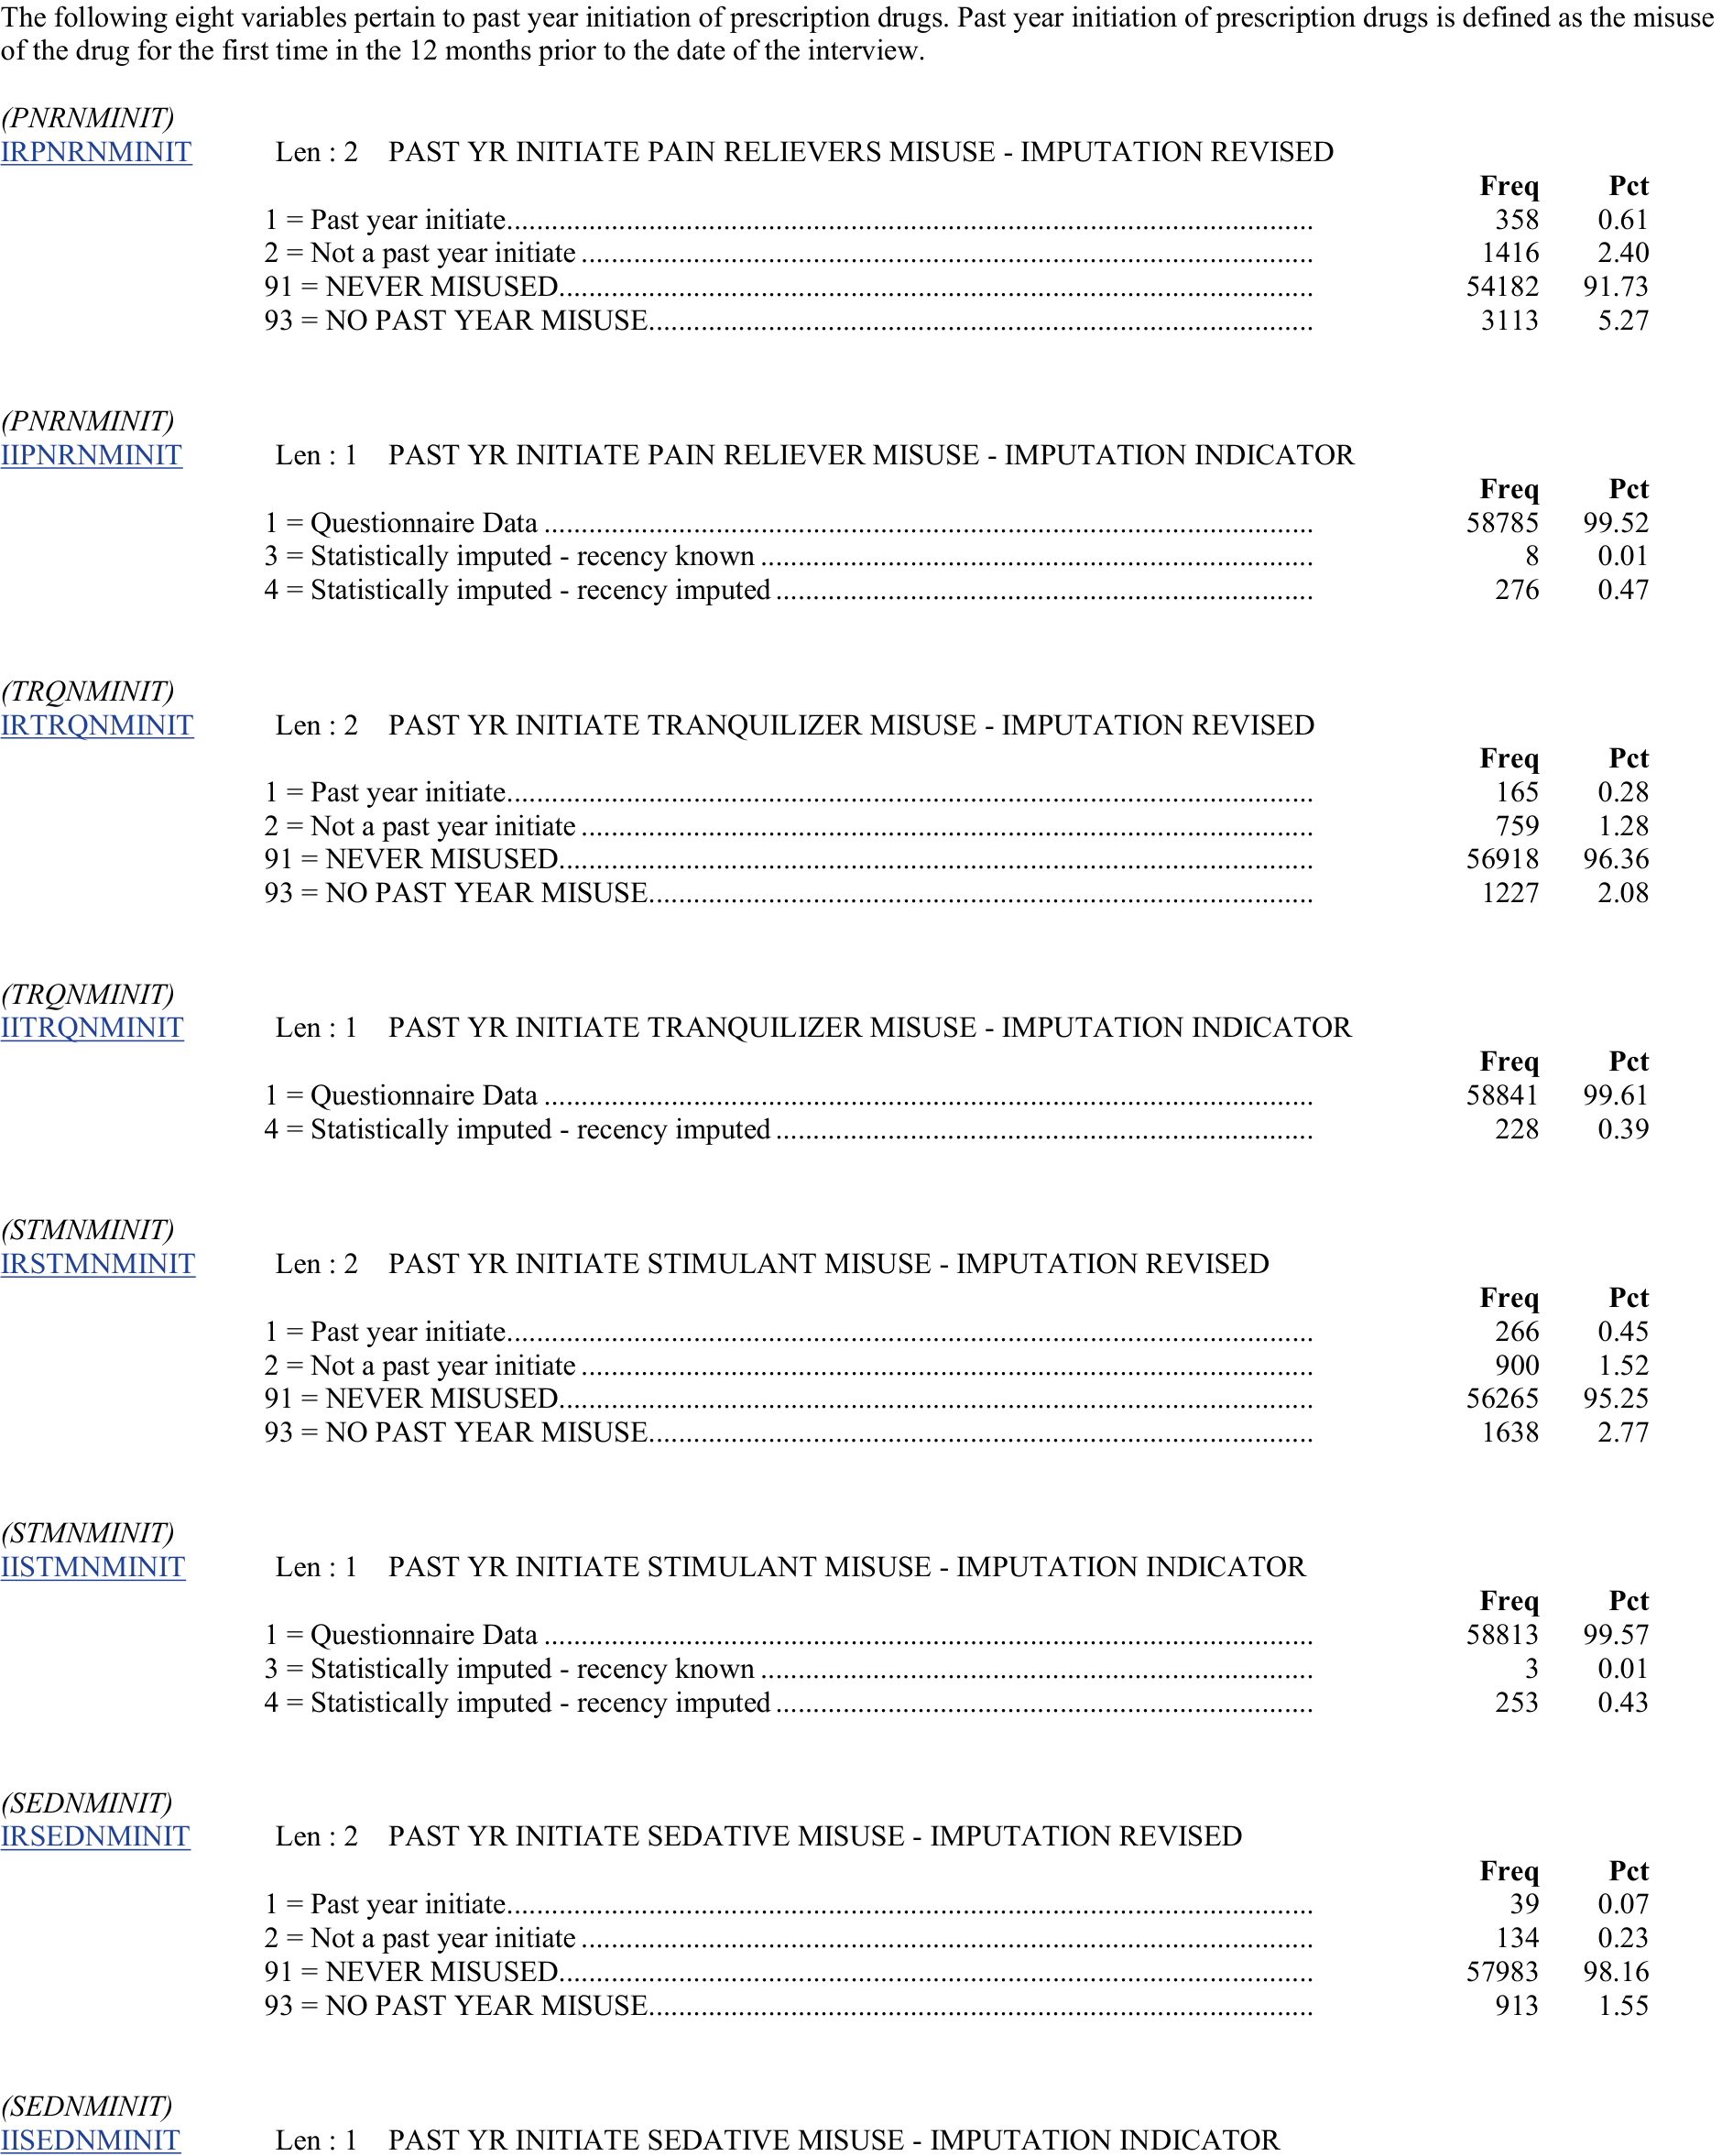 The following eight variables pertain to past year initiation of prescription drugs. Past year initiation of prescription drugs is defined as the misuse
of the drug for the first time in the 12 months prior to the date of the interview.
(PNRNMINIT)
IRPNRNMINIT Len : 2 PAST YR INITIATE PAIN RELIEVERS MISUSE - IMPUTATION REVISED
Freq Pct
1 = Past year initiate 358 0.61
2 = Not a past year initiate 1416 2.40
91 = NEVER MISUSED 54182 91.73
93 = NO PAST YEAR MISUSE 3113 5.27
(PNRNMINIT)
IIPNRNMINIT Len : 1 PAST YR INITIATE PAIN RELIEVER MISUSE - IMPUTATION INDICATOR
Freq Pct
1 = Questionnaire Data 58785 99.52
3 = Statistically imputed - recency known 8 0.01
4 = Statistically imputed - recency imputed 276 0.47
(TRQNMINIT)
IRTRQNMINIT Len : 2 PAST YR INITIATE TRANQUILIZER MISUSE - IMPUTATION REVISED
Freq Pct
1 = Past year initiate 165 0.28
2 = Not a past year initiate 759 1.28
91 = NEVER MISUSED 56918 96.36
93 = NO PAST YEAR MISUSE 1227 2.08
(TRQNMINIT)
IITRQNMINIT Len : 1 PAST YR INITIATE TRANQUILIZER MISUSE - IMPUTATION INDICATOR
Freq Pct
1 = Questionnaire Data 58841 99.61
4 = Statistically imputed - recency imputed 228 0.39
(STMNMINIT)
IRSTMNMINIT Len : 2 PAST YR INITIATE STIMULANT MISUSE - IMPUTATION REVISED
Freq Pct
1 = Past year initiate 266 0.45
2 = Not a past year initiate 900 1.52
91 = NEVER MISUSED 56265 95.25
93 = NO PAST YEAR MISUSE 1638 2.77
(STMNMINIT)
IISTMNMINIT Len : 1 PAST YR INITIATE STIMULANT MISUSE - IMPUTATION INDICATOR
Freq Pct
1 = Questionnaire Data 58813 99.57
3 = Statistically imputed - recency known 3 0.01
4 = Statistically imputed - recency imputed 253 0.43
(SEDNMINIT)
IRSEDNMINIT Len : 2 PAST YR INITIATE SEDATIVE MISUSE - IMPUTATION REVISED
Freq Pct
1 = Past year initiate 39 0.07
2 = Not a past year initiate 134 0.23
91 = NEVER MISUSED 57983 98.16
93 = NO PAST YEAR MISUSE 913 1.55
(SEDNMINIT)
IISEDNMINIT Len : 1 PAST YR INITIATE SEDATIVE MISUSE - IMPUTATION INDICATOR